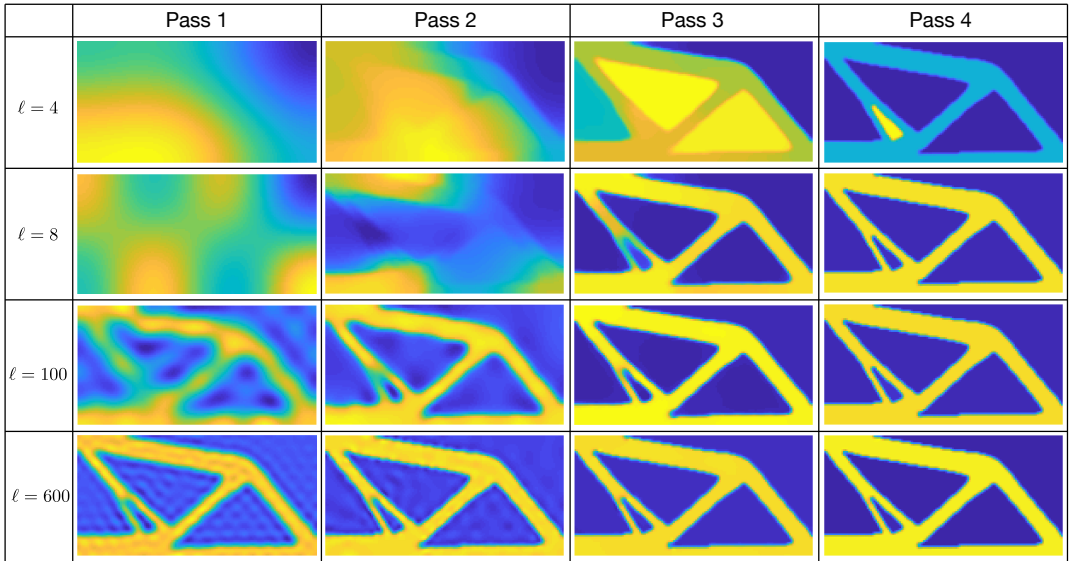 Pass 1 Pass 2 Pass 3 Pass 4
ℓ = 4
ℓ = 8
ℓ = 100
ℓ = 600